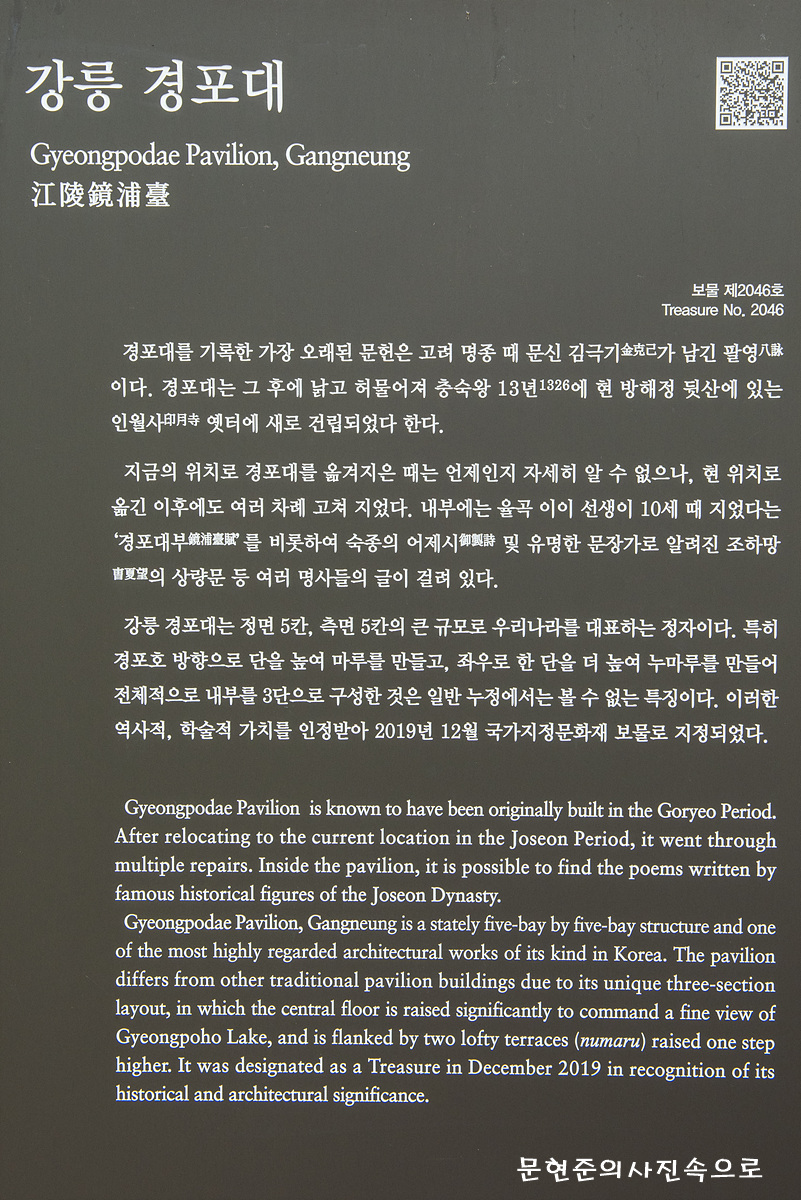 강릉 경포대
Gyeongpodae Pavilion, Gangneung
江陵鏡浦臺
보물 제2046호
Treasure No. 2046
경포대를 기록한 가장 오래된 문헌은 고려 명종 때 문신 김극기金克己가 남긴 팔영八詠
이다. 경포대는 그 후에 낡고 허물어져 충숙왕 13년1326에 현 방해정 뒷산에 있는
인월사印月寺 옛터에 새로 건립되었다 한다.
지금의 위치로 경포대를 옮겨지은 때는 언제인지 자세히 알 수 없으나, 현 위치로
옮긴 이후에도 여러 차례 고쳐 지었다. 내부에는 율곡 이이 선생이 10세 때 지었다는
‘경포대부鏡浦臺賦’를 비롯하여 숙종의 어제시御製詩 및 유명한 문장가로 알려진 조하망
曺夏望의 상량문 등 여러 명사들의 글이 걸려 있다.
강릉 경포대는 정면 5칸, 측면 5칸의 큰 규모로 우리나라를 대표하는 정자이다. 특히
경포호 방향으로 단을 높여 마루를 만들고, 좌우로 한 단을 더 높여 누마루를 만들어
전체적으로 내부를 3단으로 구성한 것은 일반 누정에서는 볼 수 없는 특징이다. 이러한
역사적, 학술적 가치를 인정받아 2019년 12월 국가지정문화재 보물로 지정되었다.
Gyeongpodae Pavilion is known to have been originally built in the Goryeo Period.
After relocating to the current location in the Joseon Period, it went through
multiple repairs. Inside the pavilion, it is possible to find the poems written by
famous historical figures of the Joseon Dynasty.
Gyeongpodae Pavilion, Gangneung is a stately five-bay by five-bay structure and one
of the most highly regarded architectural works of its kind in Korea. The pavilion
differs from other traditional pavilion buildings due to its unique three-section
layout, in which the central floor is raised significantly to command a fine view of
Gyeongpoho Lake, and is flanked by two lofty terraces (numaru) raised one step
higher. It was designated as a Treasure in December 2019 in recognition of its
historical and architectural significance.
문현준의사진속으로